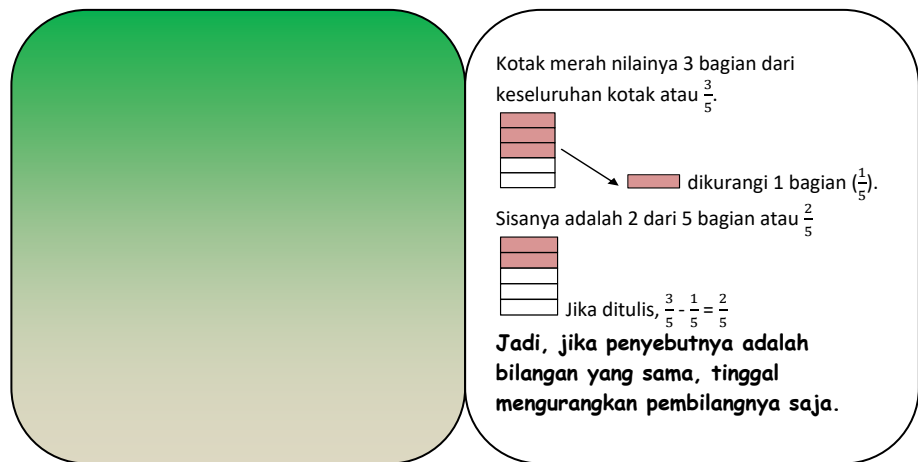 Kotak merah nilainya 3 bagian dari
keseluruhan kotak atau 3/5.
dikurangi 1 bagian (1/5).
Sisanya adalah 2 dari 5 bagian atau 2/5
Jika ditulis, 3/5 - 1/5 = 2/5
Jadi, jika penyebutnya adalah
bilangan yang sama, tinggal
mengurangkan pembilangnya saja.